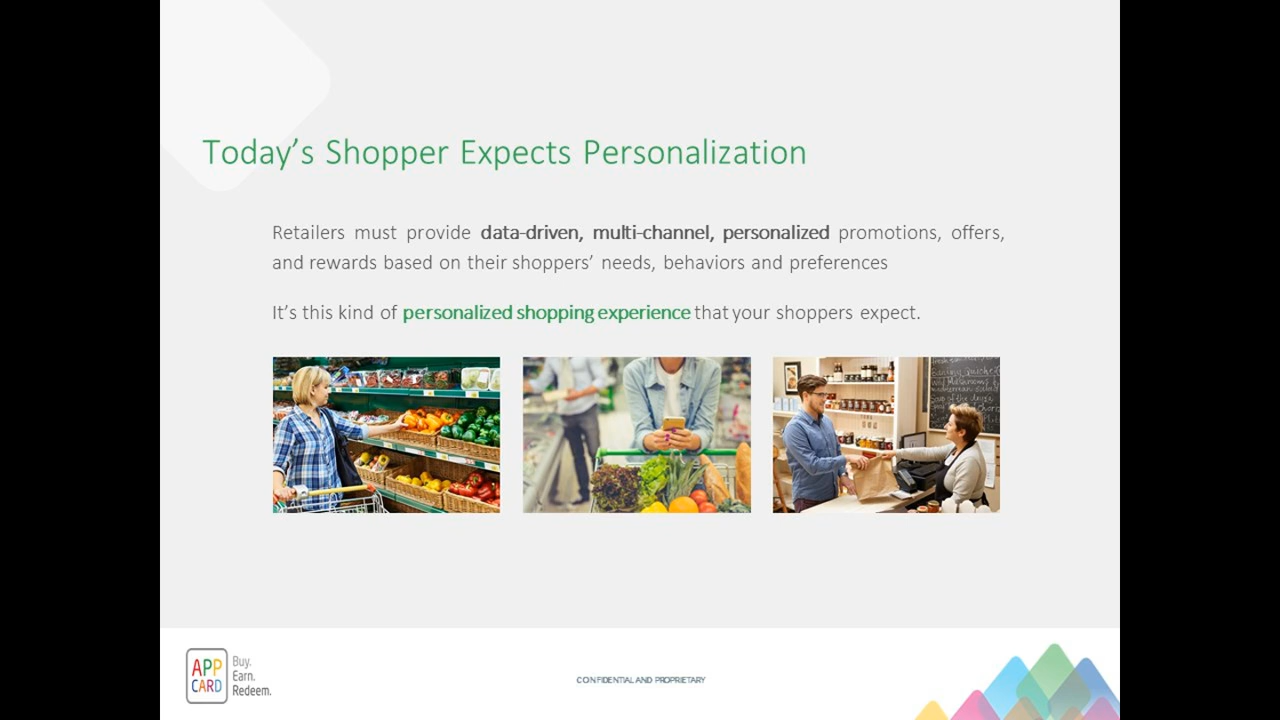 Today’s Shopper Expects Personalization
Retailers must provide data-driven, multi-channel, personalized promotions, offers,
and rewards based on their shoppers’ needs, behaviors and preferences
It’s this kind of personalized shopping experience that your shoppers expect.
APP
CARD
Buy.
Earn.
Redeem.
CONFIDENTIAL AND PROPRIETARY